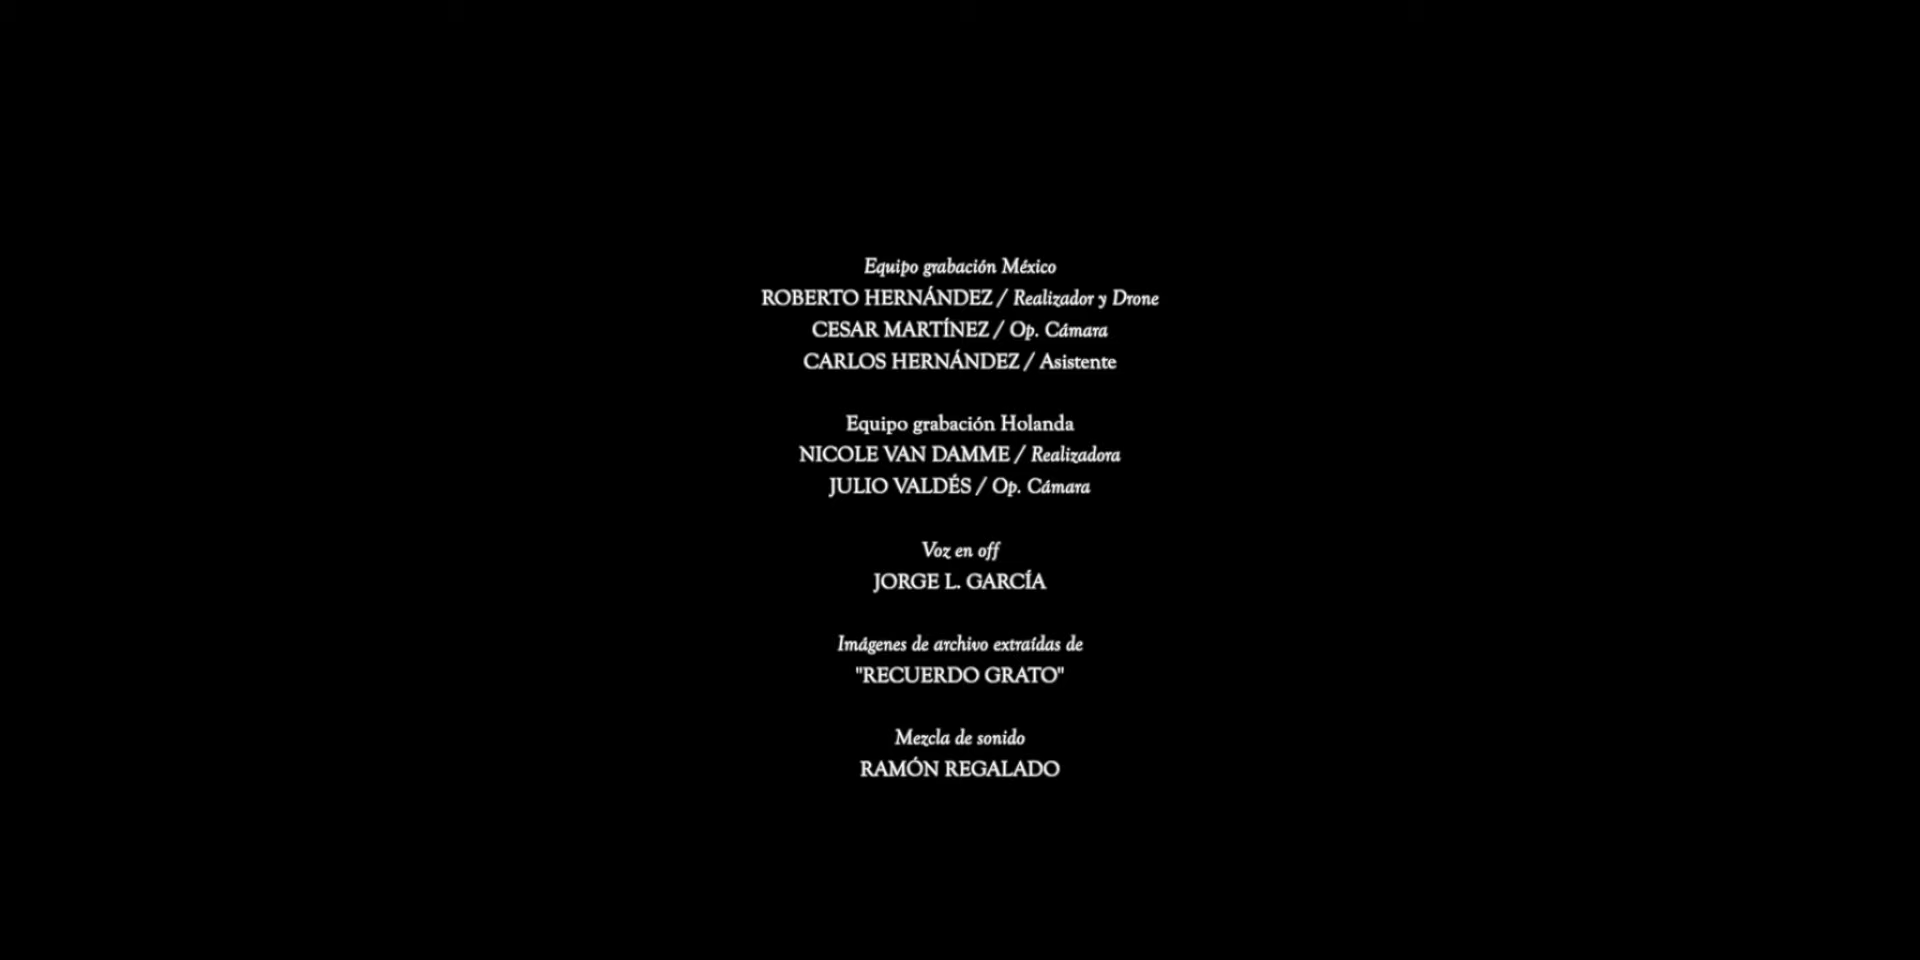 Equipo grabación México
ROBERTO HERNÁNDEZ / Realizador y Drone
CESAR MARTÍNEZ / Op. Cámara
CARLOS HERNÁNDEZ / Asistente
Equipo grabación Holanda
NICOLE VAN DAMME / Realizadora
JULIO VALDÉS / Op. Cámara
Voz en off
JORGE L. GARCÍA
Imágenes de archivo extraídas de
"RECUERDO GRATO"
Mezcla de sonido
RAMÓN REGALADO